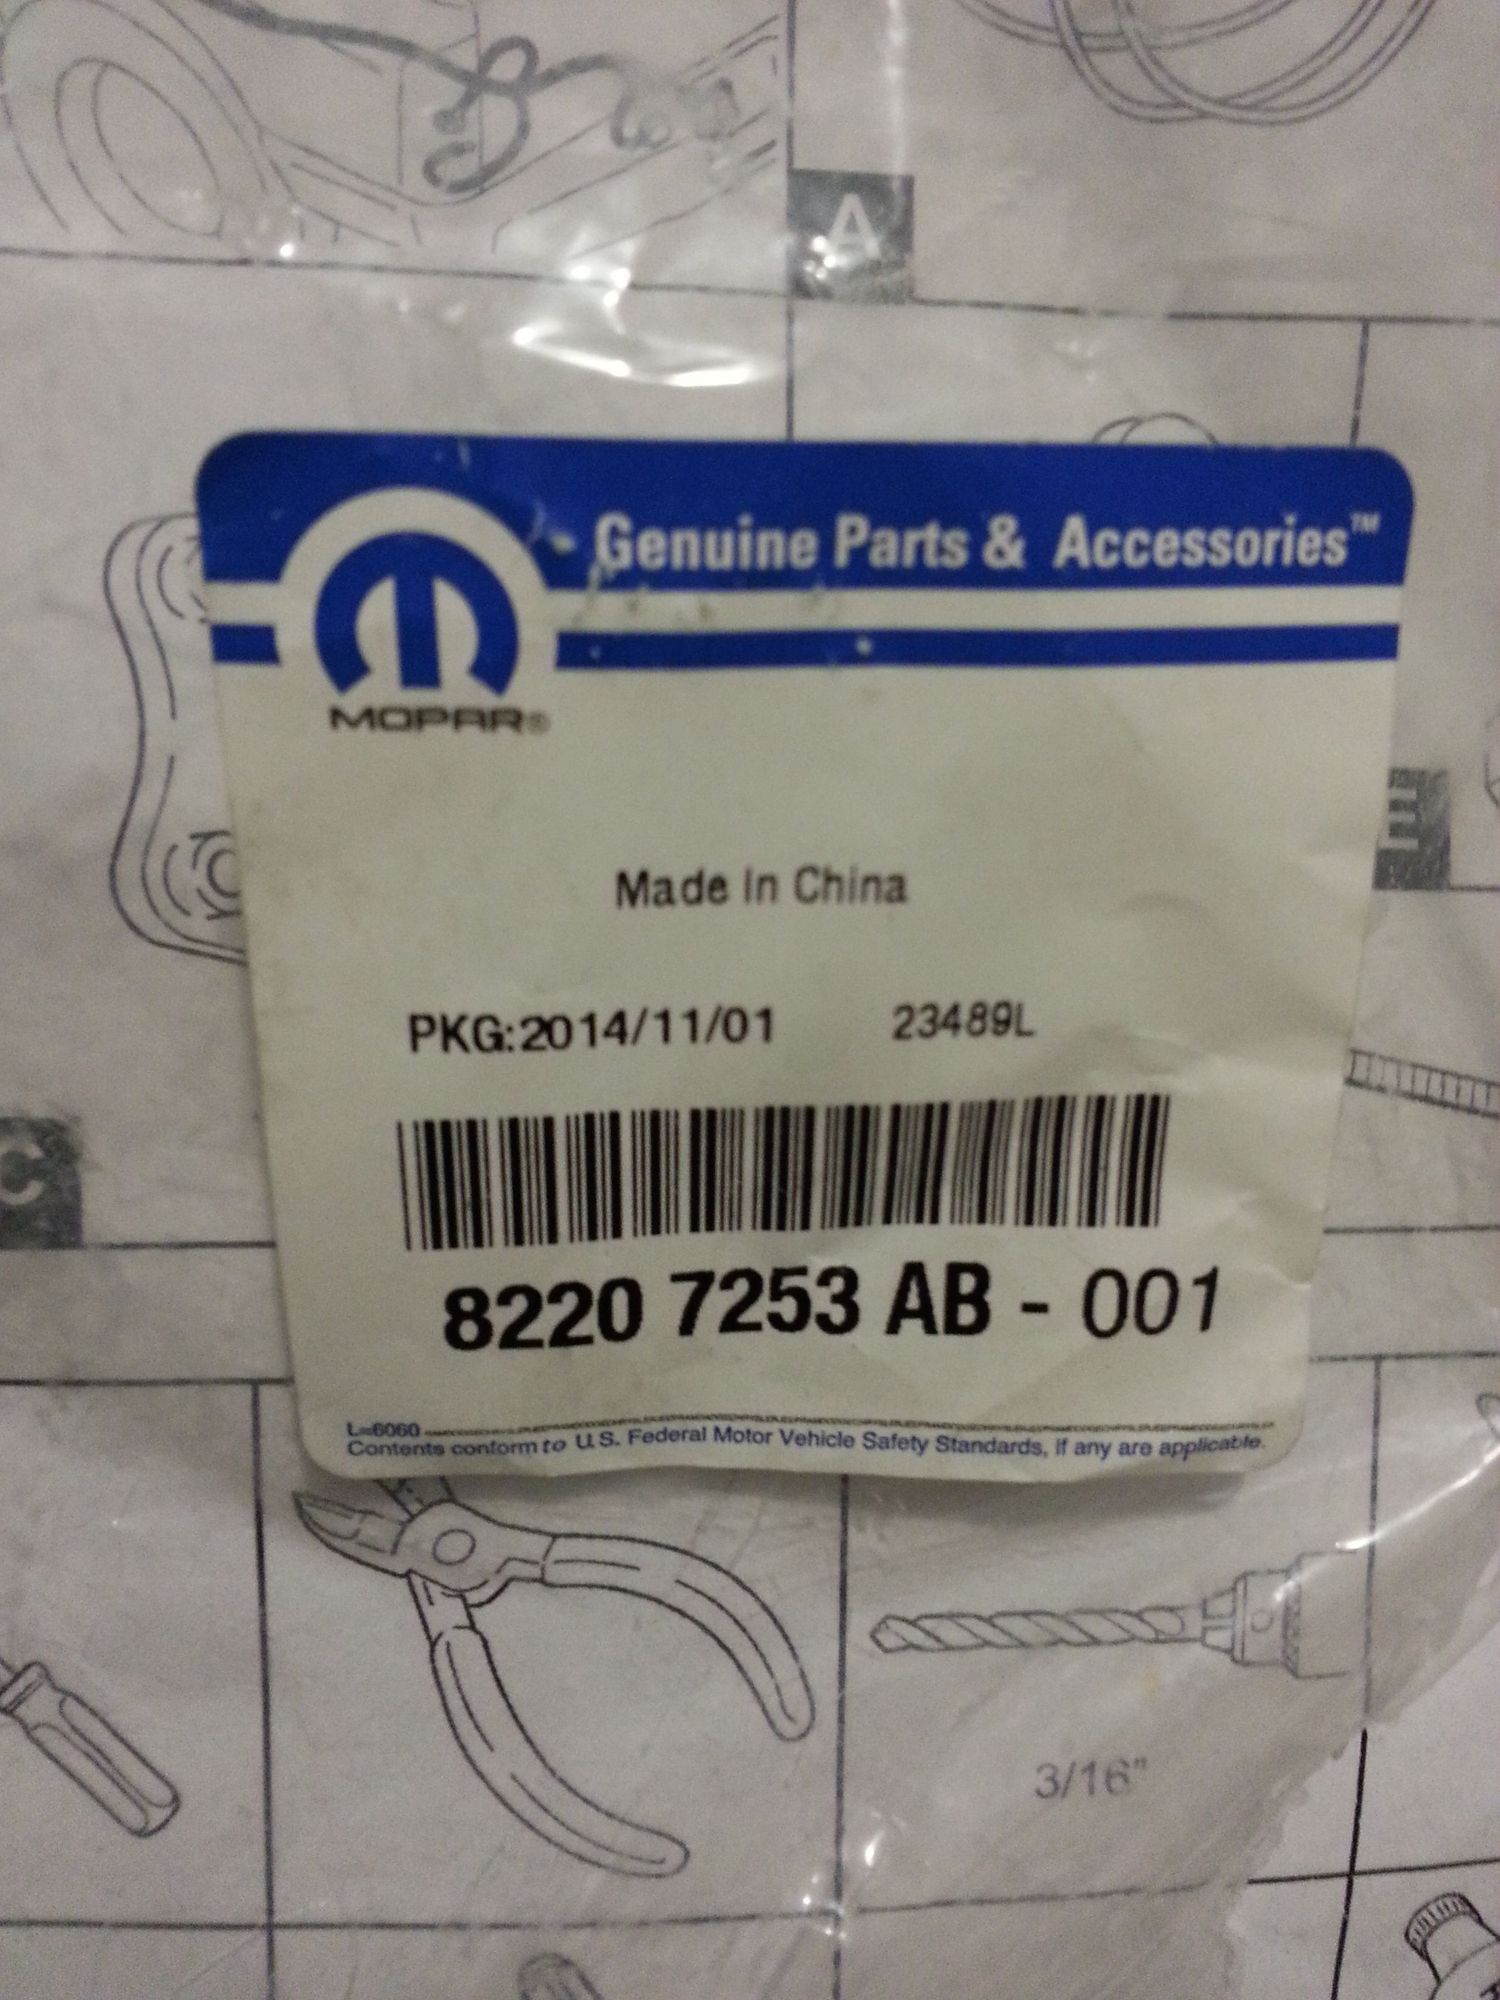 A
Genuine Parts & Accessories™
MOPAR®
Made In China
E
PKG:2014/11/01 23489L
C
8220 7253 AB - 001
L=6060
Contents conform to U.S. Federal Motor Vehicle Safety Standards, if any are applicable.
3/16"